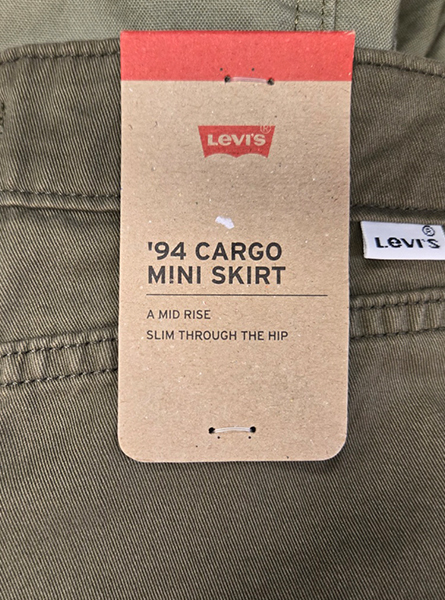 Levi's®
'94 CARGO
MINI SKIRT
A MID RISE
SLIM THROUGH THE HIP
Levi's®